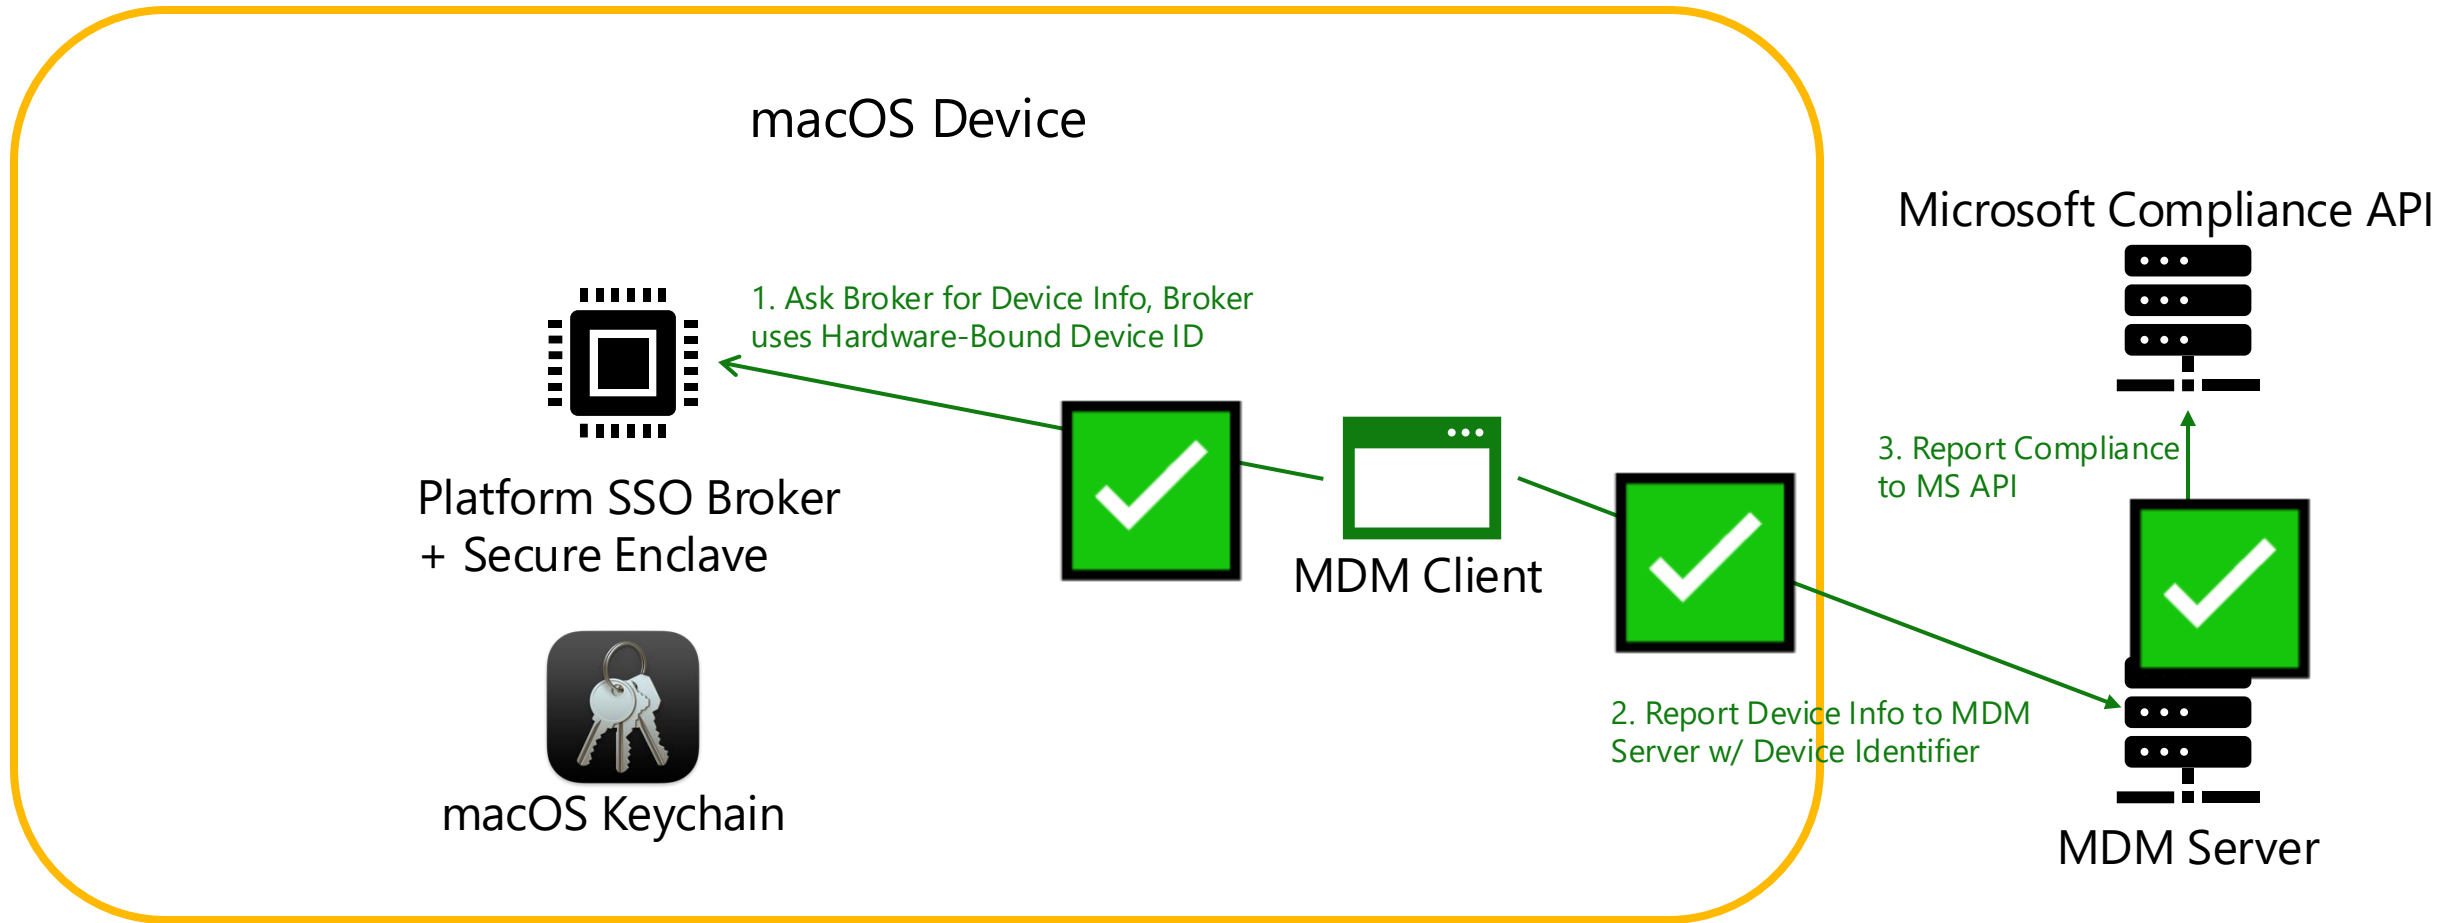 macOS Device
Microsoft Compliance API
1. Ask Broker for Device Info, Broker
uses Hardware-Bound Device ID
3. Report Compliance
to MS API
Platform SSO Broker
+ Secure Enclave
MDM Client
2. Report Device Info to MDM
Server w/ Device Identifier
macOS Keychain
MDM Server